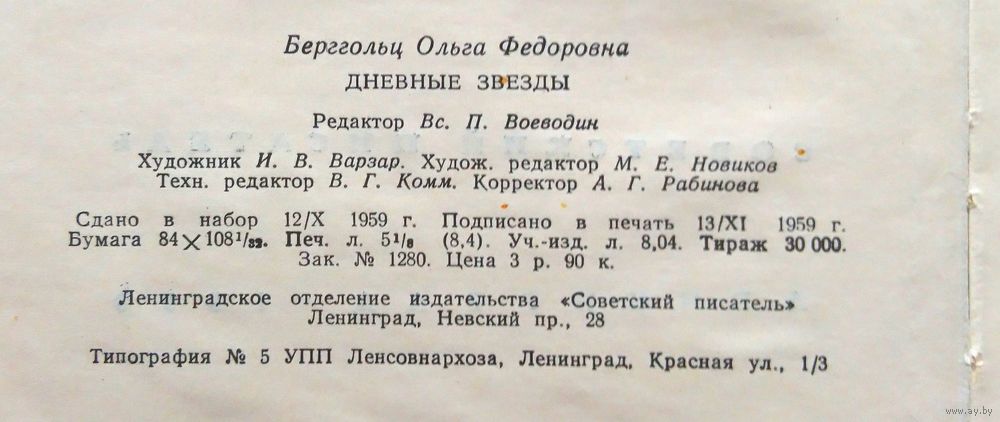 Берггольц Ольга Федоровна
ДНЕВНЫЕ ЗВЕЗДЫ
Редактор Вс. П. Воеводин
Художник И. В. Варзар. Худож. редактор М. Е. Новиков
Техн. редактор В. Г. Комм. Корректор А. Г. Рабинова
Сдано в набор 12/X 1959 г. Подписано в печать 13/XI 1959 г.
Бумага 84×108¹/₃₂. Печ. л. 5¹/₈ (8,4). Уч.-изд. л. 8,04. Тираж 30 000.
Зак. № 1280. Цена 3 р. 90 к.
Ленинградское отделение издательства «Советский писатель»
Ленинград, Невский пр., 28
Типография № 5 УПП Ленсовнархоза, Ленинград, Красная ул., 1/3
www.ay.by